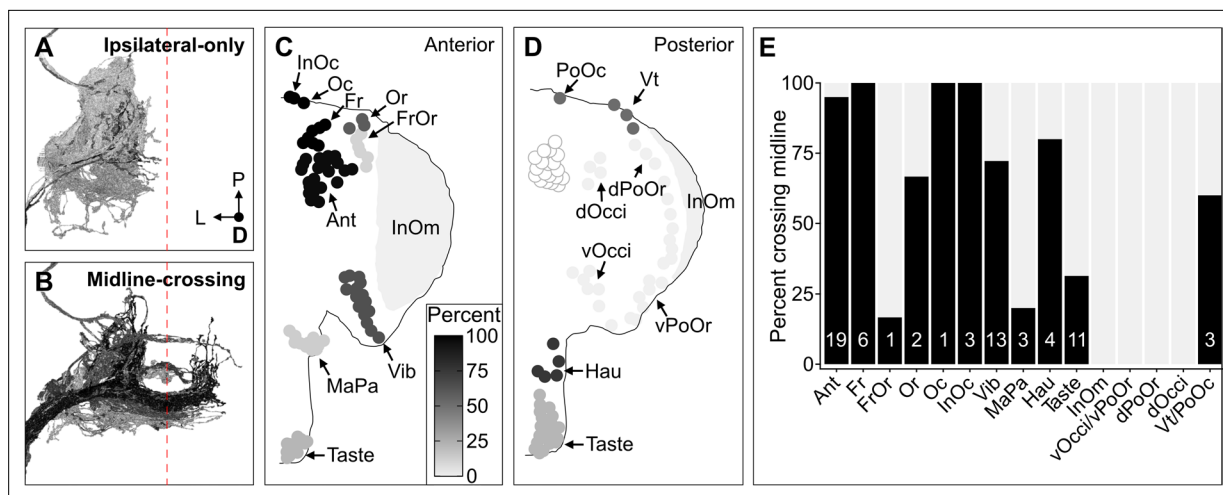 A
Ipsilateral-only
P
L
D
B
Midline-crossing
C
Anterior
InOc
Oc
Fr
Or
FrOr
Ant
InOm
Vib
MaPa
Taste
Percent
100
75
50
25
0
D
Posterior
PoOc
Vt
dPoOr
dOcci
InOm
vOcci
vPoOr
Hau
Taste
E
Percent crossing midline
100
75
50
25
0
19 6 1 2 1 3 13 3 4 11 3
Ant Fr FrOr Or Oc InOc Vib MaPa Hau Taste InOm vOcci/vPoOr dPoOr dOcci Vt/PoOc